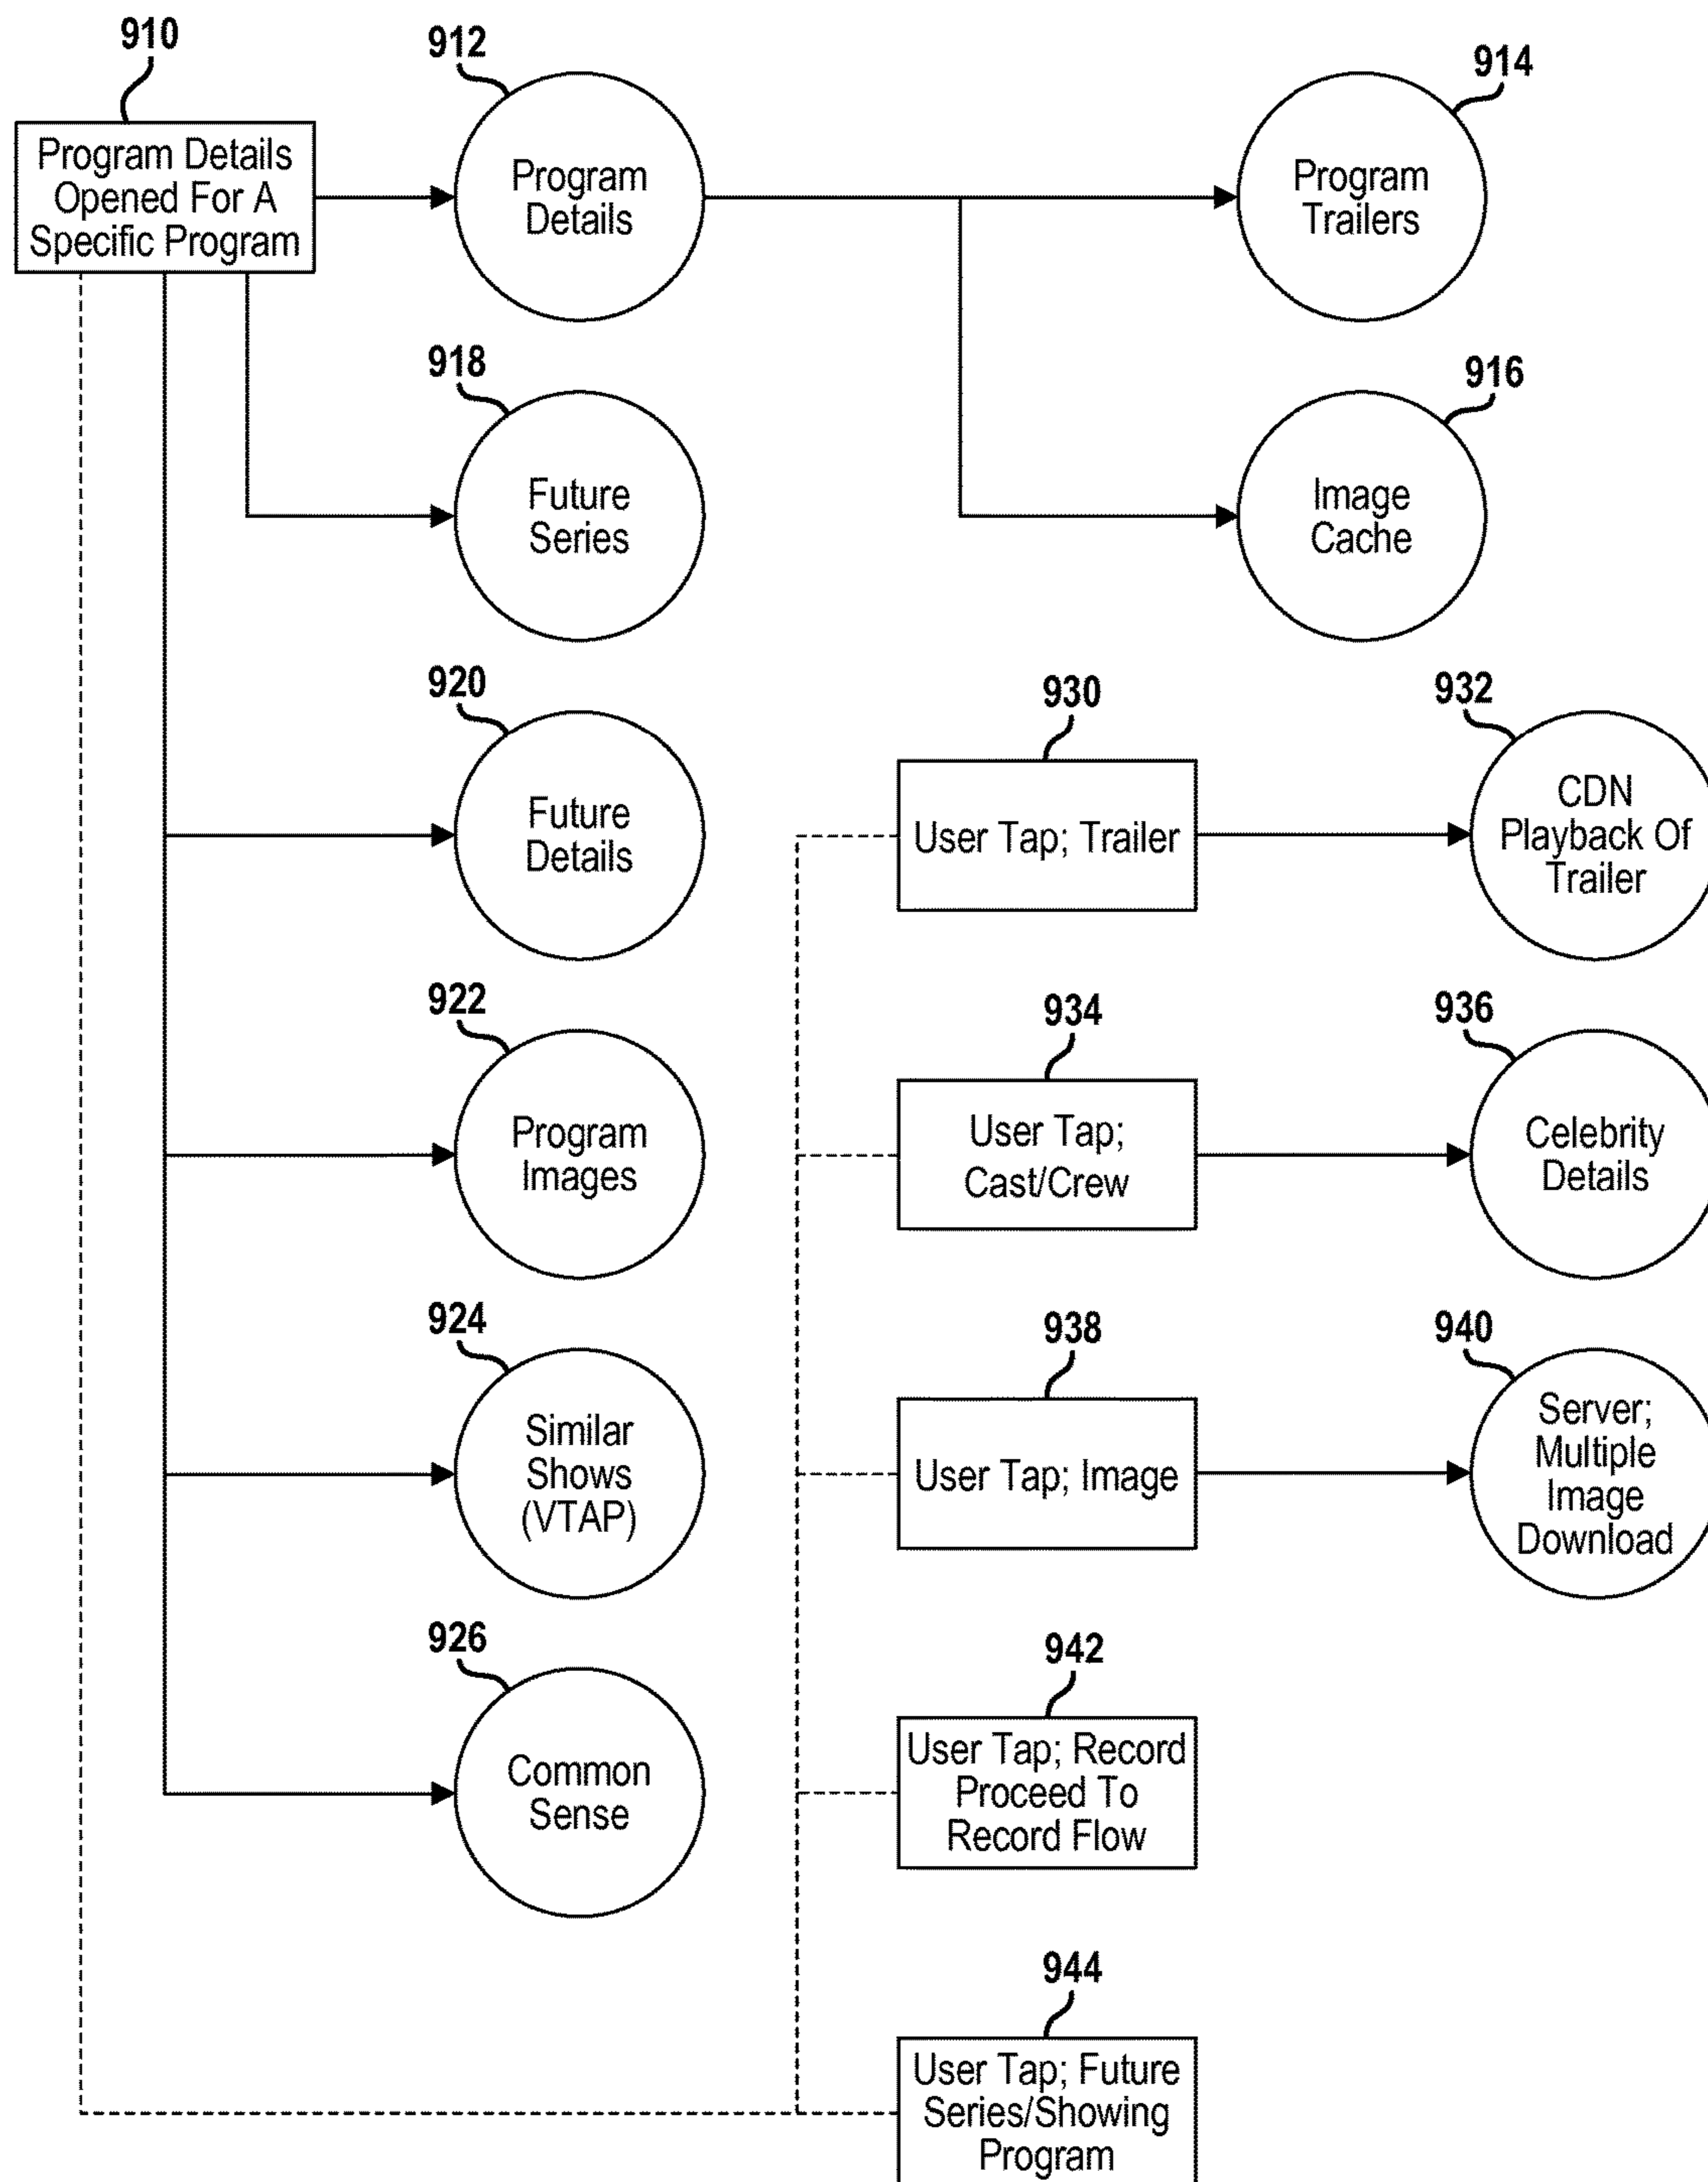 910
Program Details
Opened For A
Specific Program
912
Program
Details
914
Program
Trailers
918
Future
Series
916
Image
Cache
920
Future
Details
930
User Tap; Trailer
932
CDN
Playback Of
Trailer
922
Program
Images
934
User Tap;
Cast/Crew
936
Celebrity
Details
924
Similar
Shows
(VTAP)
938
User Tap; Image
940
Server;
Multiple
Image
Download
926
Common
Sense
942
User Tap; Record
Proceed To
Record Flow
944
User Tap; Future
Series/Showing
Program